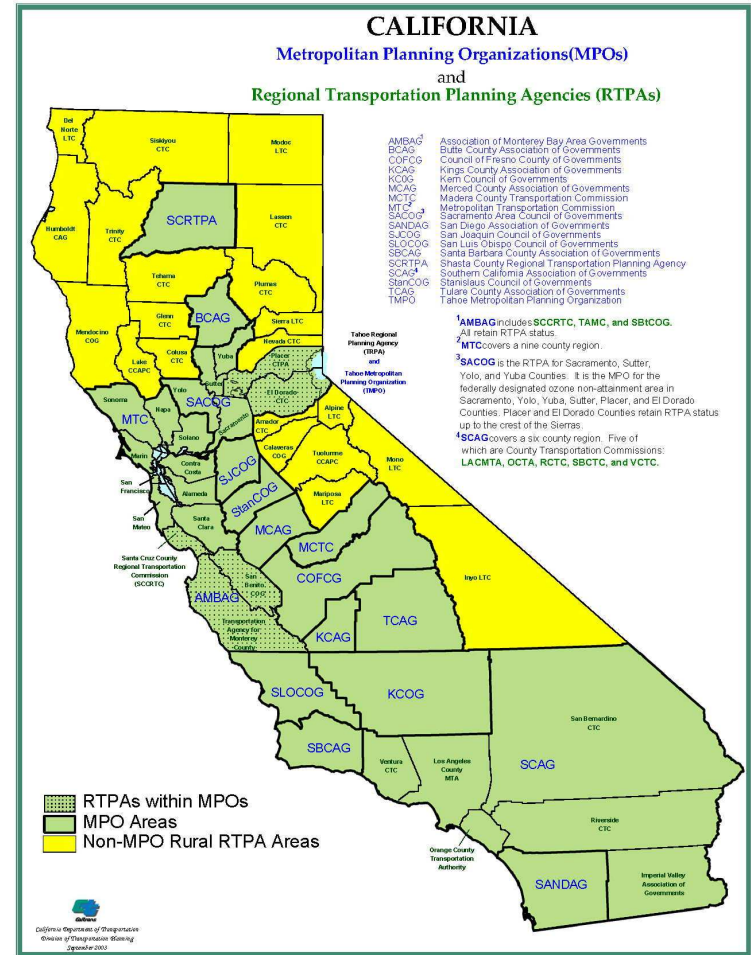 CALIFORNIA
Metropolitan Planning Organizations(MPOs)
and
Regional Transportation Planning Agencies (RTPAs)
AMBAG1 Association of Monterey Bay Area Governments
BCAG Butte County Association of Governments
COFCG Council of Fresno County of Governments
KCAG Kings County Association of Governments
KCOG Kern Council of Governments
MCAG Merced County Association of Governments
MCTC Madera County Transportation Commission
MTC2 Metropolitan Transportation Commission
SACOG3 Sacramento Area Council of Governments
SANDAG San Diego Association of Governments
SJCOG San Joaquin Council of Governments
SLOCOG San Luis Obispo Council of Governments
SBCAG Santa Barbara County Association of Governments
SCRTPA Shasta County Regional Transportation Planning Agency
SCAG4 Southern California Association of Governments
StanCOG Stanislaus Council of Governments
TCAG Tulare County Association of Governments
TMPO Tahoe Metropolitan Planning Organization
1AMBAG includes SCCRTC, TAMC, and SBtCOG.
All retain RTPA status.
2MTC covers a nine county region.
3SACOG is the RTPA for Sacramento, Sutter,
Yolo, and Yuba Counties. It is the MPO for the
federally designated ozone non-attainment area in
Sacramento, Yolo, Yuba, Sutter, Placer, and El Dorado
Counties. Placer and El Dorado Counties retain RTPA status
up to the crest of the Sierras.
4SCAG covers a six county region. Five of
which are County Transportation Commissions:
LACMTA, OCTA, RCTC, SBCTC, and VCTC.
Del
Norte
LTC
Siskiyou
CTC
Modoc
LTC
Humboldt
CAG
Trinity
CTC
SCRTPA
Lassen
CTC
Tehama
CTC
Plumas
CTC
Mendocino
COG
Glenn
CTC
BCAG
Sierra LTC
Nevada CTC
Lake
CCAPC
Colusa
CTC
Yuba
Sutter
Placer
CTPA
Tahoe Regional
Planning Agency
(TRPA)
and
Tahoe Metropolitan
Planning Organization
(TMPO)
Yolo
SACOG
El Dorado
CTC
Sacramento
Sonoma
Napa
MTC
Solano
Marin
Amador
CTC
Alpine
LTC
Calaveras
COG
Tuolumne
CCAPC
Mono
LTC
Contra
Costa
San
Francisco
Alameda
SJCOG
StanCOG
Mariposa
LTC
San
Mateo
Santa
Clara
MCAG
MCTC
Santa Cruz County
Regional Transportation
Commission
(SCCRTC)
San
Benito
COG
AMBAG
COFCG
Inyo LTC
Transportation
Agency for
Monterey
County
KCAG
TCAG
SLOCOG
KCOG
SBCAG
Ventura
CTC
Los Angeles
County
MTA
San Bernardino
CTC
SCAG
Riverside
CTC
Orange County
Transportation
Authority
SANDAG
Imperial Valley
Association of
Governments
RTPAs within MPOs
MPO Areas
Non-MPO Rural RTPA Areas
Caltrans
California Department of Transportation
Division of Transportation Planning
September 2003